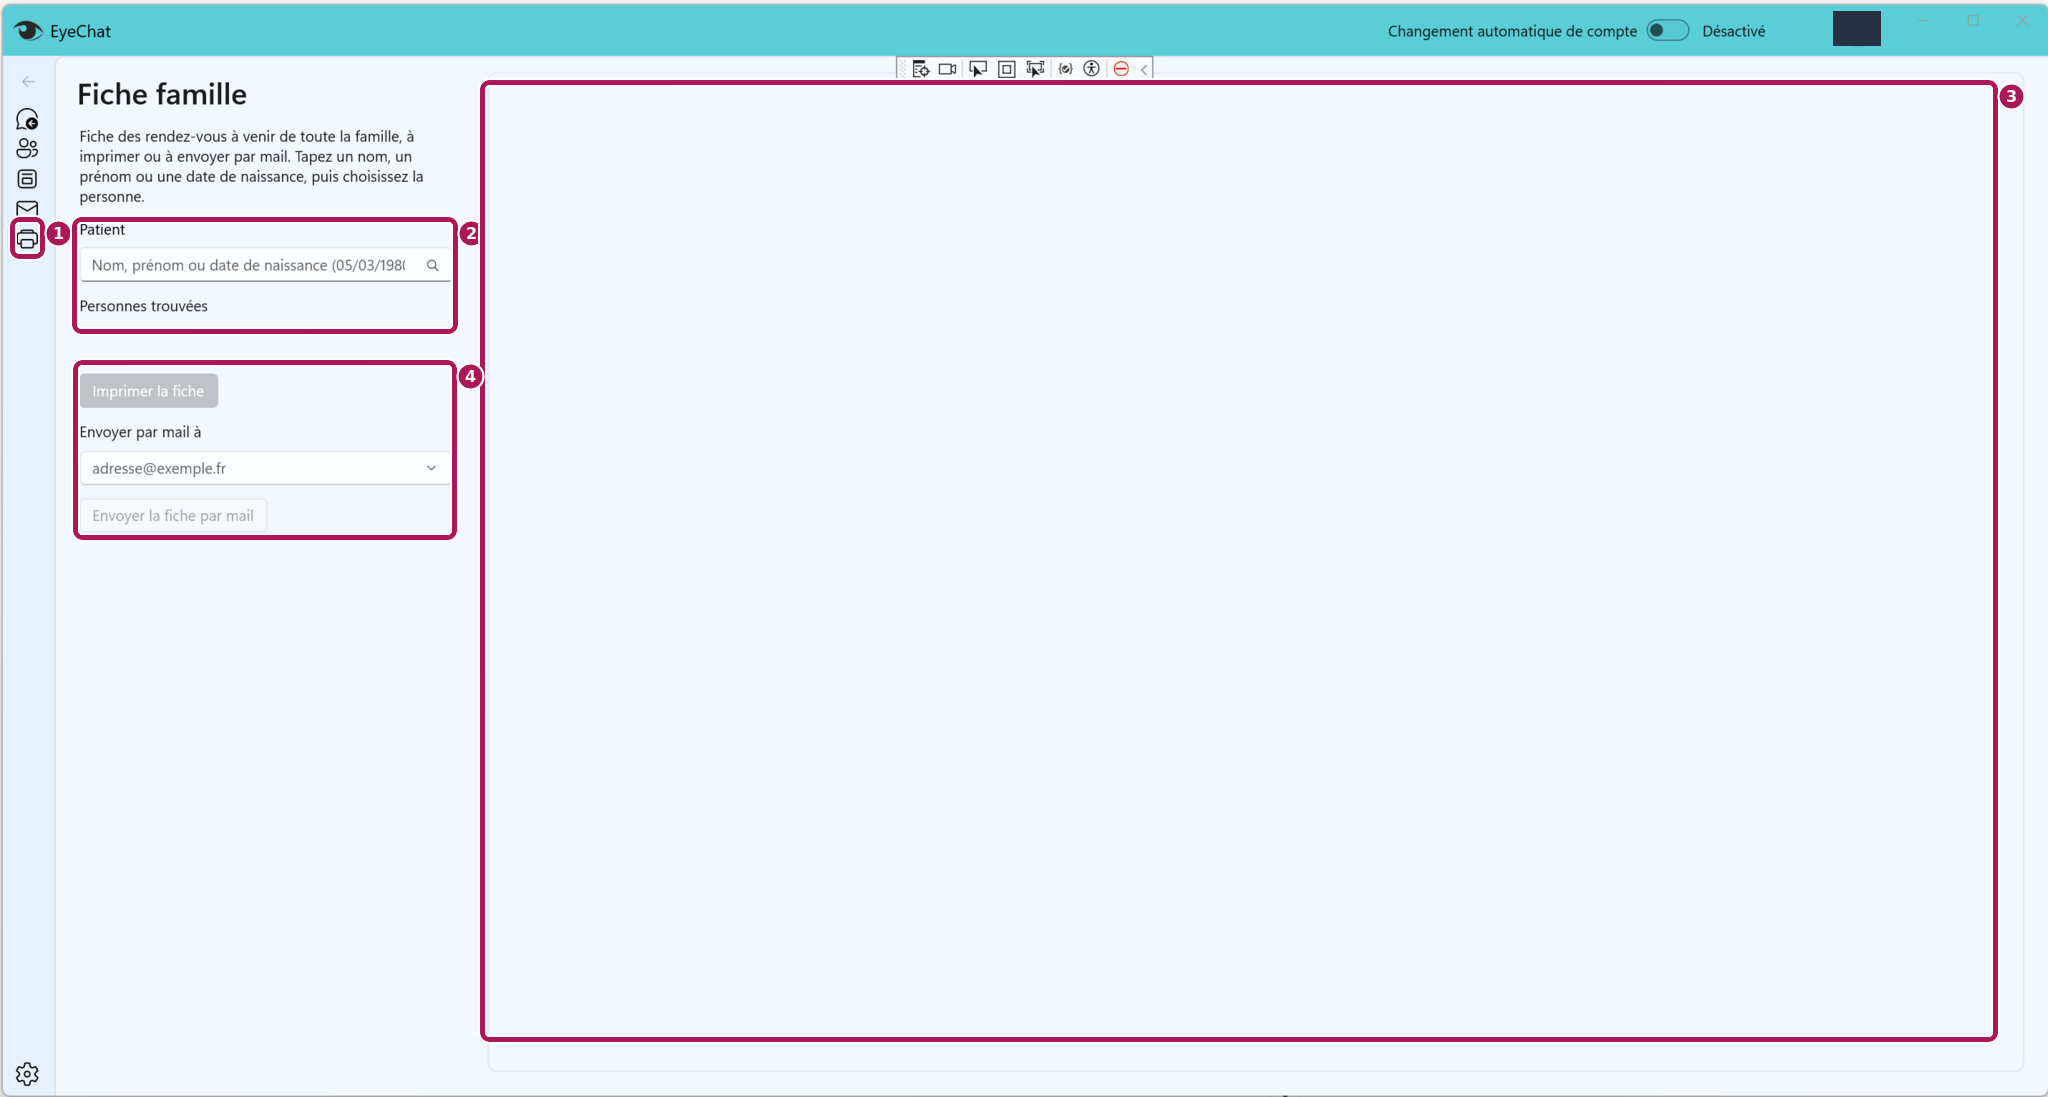 EyeChat
Changement automatique de compte
Désactivé
Fiche famille
Fiche des rendez-vous à venir de toute la famille, à
imprimer ou à envoyer par mail. Tapez un nom, un
prénom ou une date de naissance, puis choisissez la
personne.
1
2
3
Patient
Nom, prénom ou date de naissance (05/03/198
Personnes trouvées
4
Imprimer la fiche
Envoyer par mail à
adresse@exemple.fr
Envoyer la fiche par mail